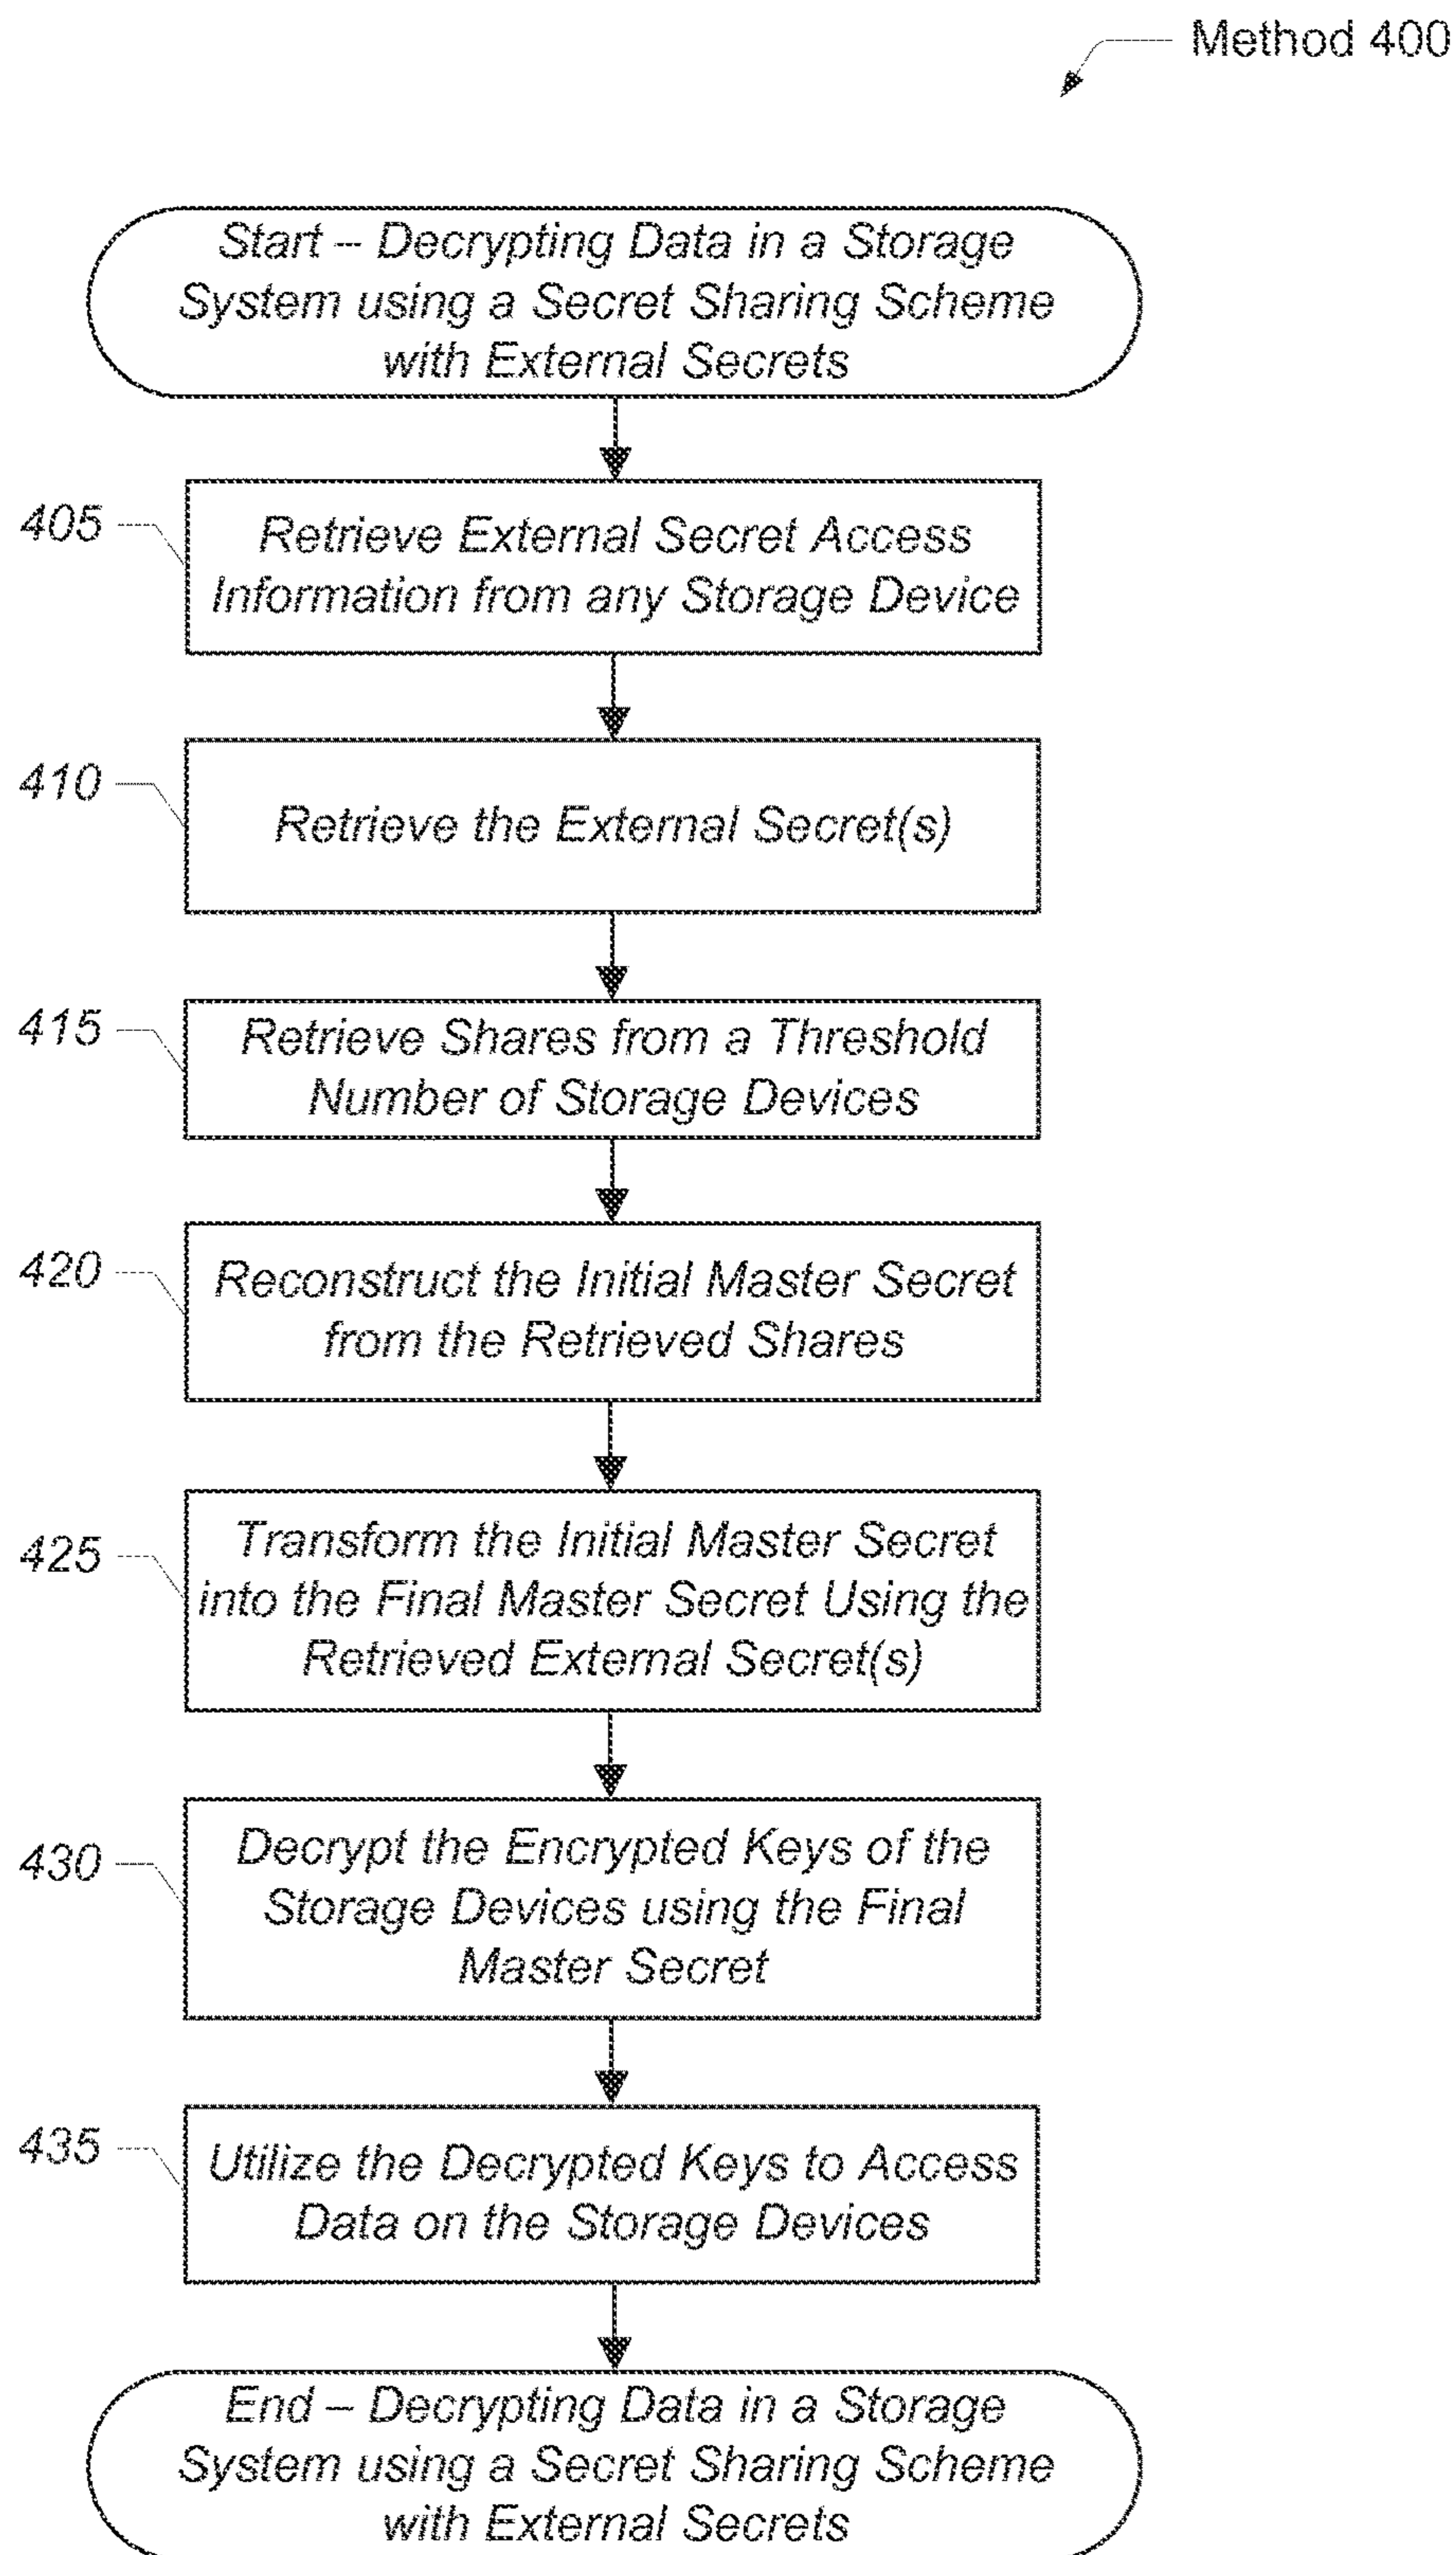 Method 400
Start – Decrypting Data in a Storage
System using a Secret Sharing Scheme
with External Secrets
405
Retrieve External Secret Access
Information from any Storage Device
410
Retrieve the External Secret(s)
415
Retrieve Shares from a Threshold
Number of Storage Devices
420
Reconstruct the Initial Master Secret
from the Retrieved Shares
425
Transform the Initial Master Secret
into the Final Master Secret Using the
Retrieved External Secret(s)
430
Decrypt the Encrypted Keys of the
Storage Devices using the Final
Master Secret
435
Utilize the Decrypted Keys to Access
Data on the Storage Devices
End – Decrypting Data in a Storage
System using a Secret Sharing Scheme
with External Secrets